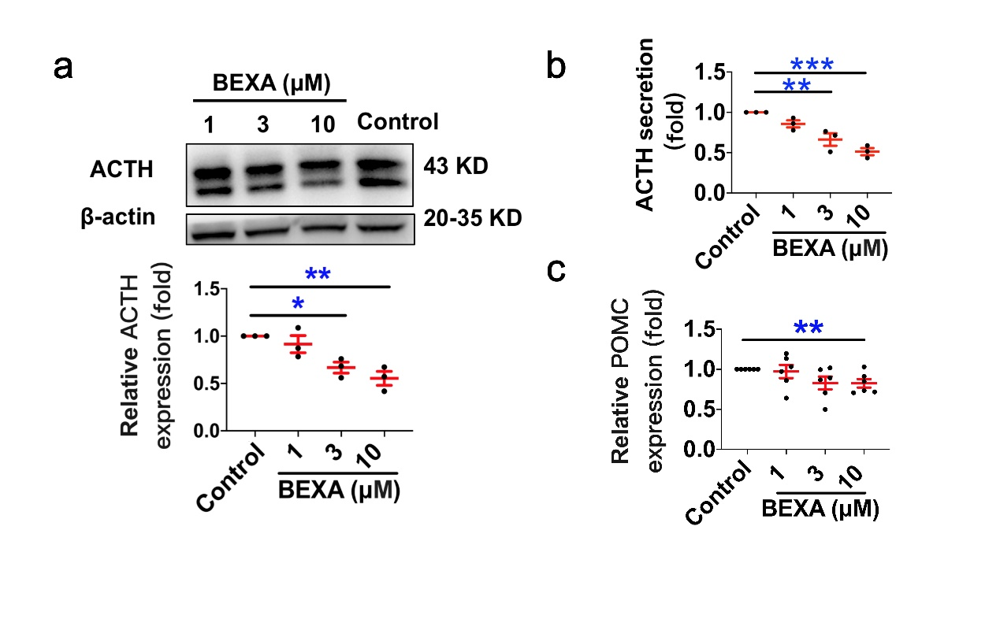 a
BEXA (µM)
1 3 10 Control
ACTH 43 KD
β-actin 20-35 KD
Relative ACTH
expression (fold)
1.5
1.0
0.5
0.0
**
*
Control 1 3 10
BEXA (µM)
b
ACTH secretion
(fold)
1.5
1.0
0.5
0.0
***
**
Control 1 3 10
BEXA (µM)
c
Relative POMC
expression (fold)
1.5
1.0
0.5
0.0
**
Control 1 3 10
BEXA (µM)